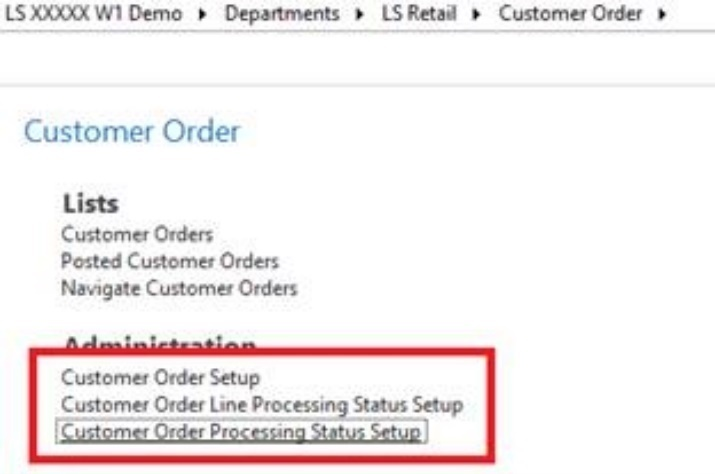 LS XXXXX W1 Demo ▸ Departments ▸ LS Retail ▸ Customer Order ▸
Customer Order
Lists
Customer Orders
Posted Customer Orders
Navigate Customer Orders
Administration
Customer Order Setup
Customer Order Line Processing Status Setup
Customer Order Processing Status Setup